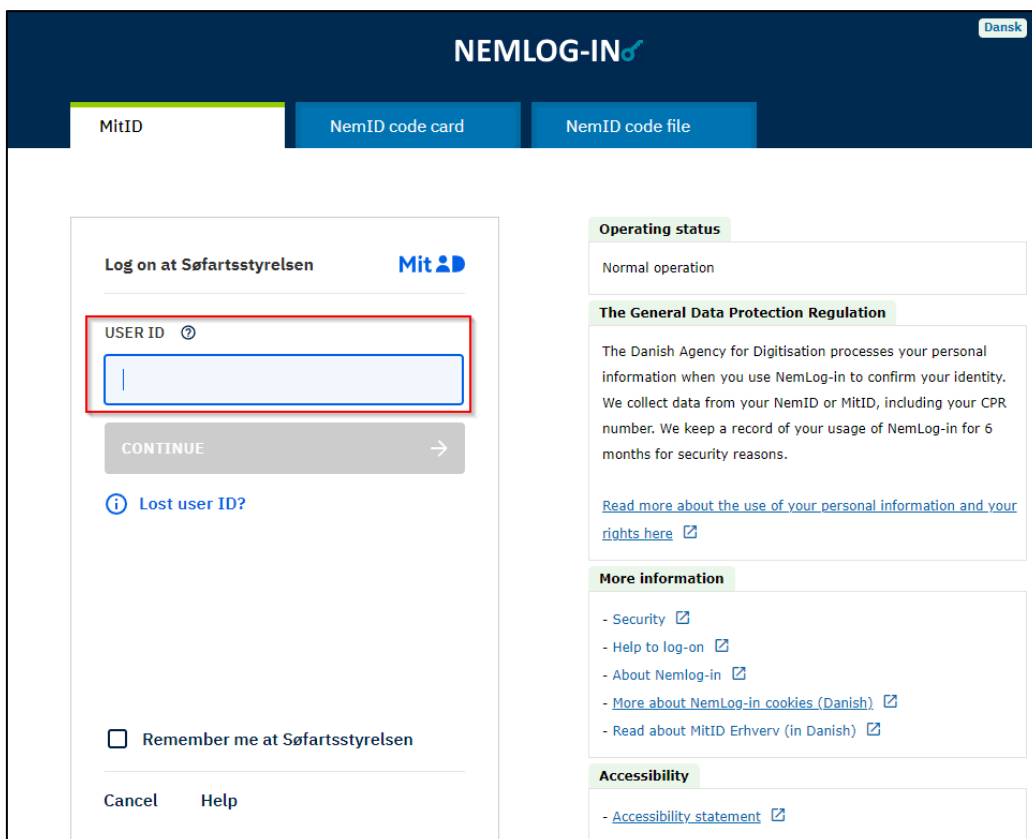 Dansk
NEMLOG-IN
MitID
NemID code card
NemID code file
Log on at Søfartsstyrelsen
Mit D
USER ID
CONTINUE
Lost user ID?
Remember me at Søfartsstyrelsen
Cancel
Help
Operating status
Normal operation
The General Data Protection Regulation
The Danish Agency for Digitisation processes your personal
information when you use NemLog-in to confirm your identity.
We collect data from your NemID or MitID, including your CPR
number. We keep a record of your usage of NemLog-in for 6
months for security reasons.
Read more about the use of your personal information and your
rights here
More information
- Security
- Help to log-on
- About Nemlog-in
- More about NemLog-in cookies (Danish)
- Read about MitID Erhverv (in Danish)
Accessibility
- Accessibility statement